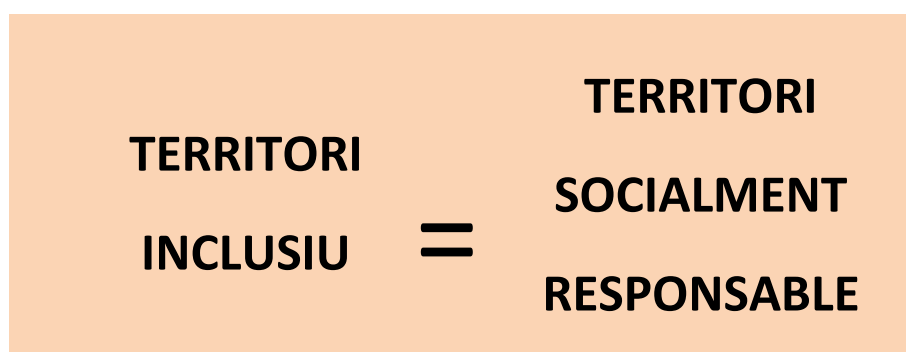 TERRITORI
INCLUSIU
=
TERRITORI
SOCIALMENT
RESPONSABLE